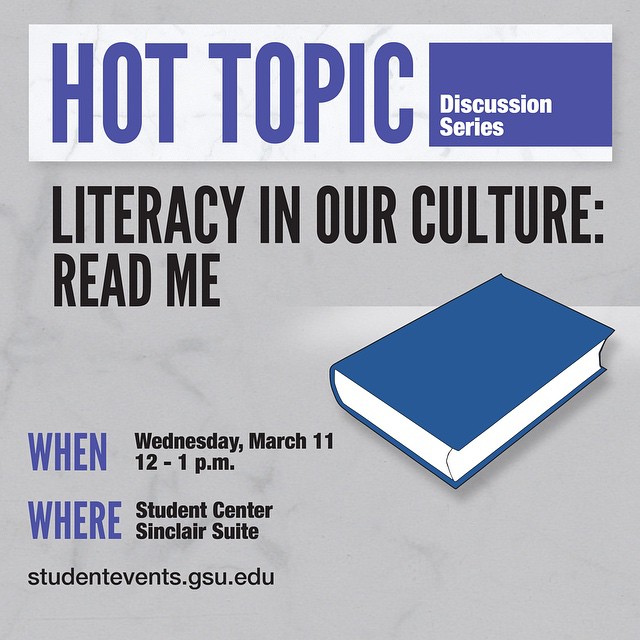 HOT TOPIC
Discussion
Series
LITERACY IN OUR CULTURE:
READ ME
WHEN
Wednesday, March 11
12 - 1 p.m.
WHERE
Student Center
Sinclair Suite
studentevents.gsu.edu